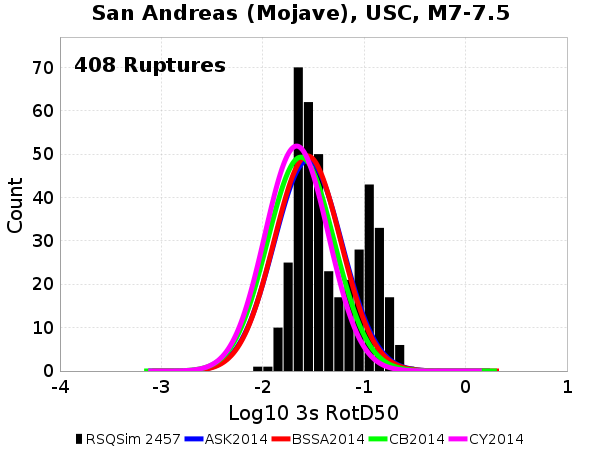 San Andreas (Mojave), USC, M7-7.5
408 Ruptures
70
60
50
40
30
20
10
0
Count
-4 -3 -2 -1 0 1
Log10 3s RotD50
RSQSim 2457 ASK2014 BSSA2014 CB2014 CY2014